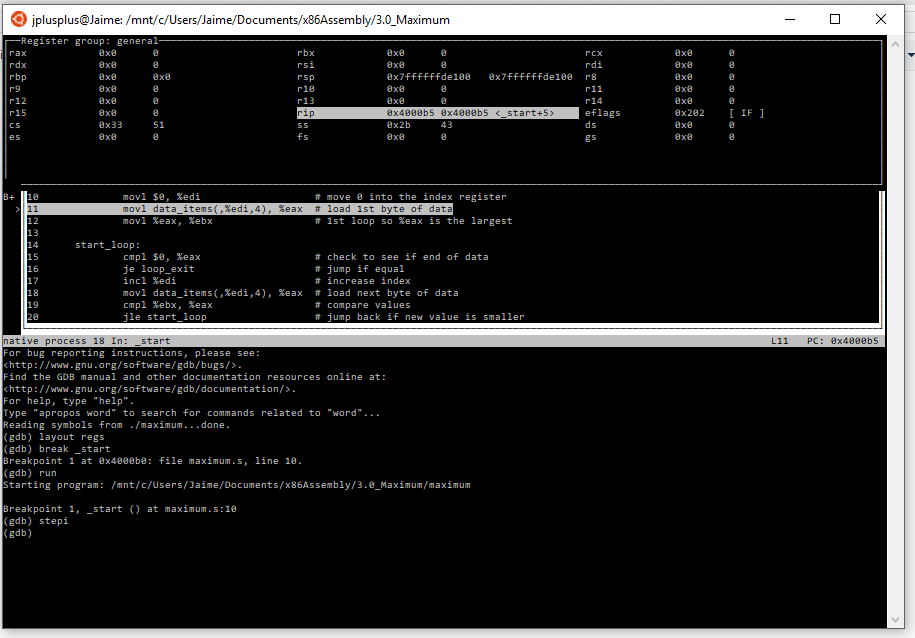 jplusplus@Jaime: /mnt/c/Users/Jaime/Documents/x86Assembly/3.0_Maximum
Register group: general
rax 0x0 0 rbx 0x0 0 rcx 0x0 0
rdx 0x0 0 rsi 0x0 0 rdi 0x0 0
rbp 0x0 0x0 rsp 0x7ffffffde100 0x7ffffffde100 r8 0x0 0
r9 0x0 0 r10 0x0 0 r11 0x0 0
r12 0x0 0 r13 0x0 0 r14 0x0 0
r15 0x0 0 rip 0x4000b5 0x4000b5 <_start+5> eflags 0x202 [ IF ]
cs 0x33 51 ss 0x2b 43 ds 0x0 0
es 0x0 0 fs 0x0 0 gs 0x0 0
B+ 10 movl $0, %edi # move 0 into the index register
> 11 movl data_items(,%edi,4), %eax # load 1st byte of data
12 movl %eax, %ebx # 1st loop so %eax is the largest
13
14 start_loop:
15 cmpl $0, %eax # check to see if end of data
16 je loop_exit # jump if equal
17 incl %edi # increase index
18 movl data_items(,%edi,4), %eax # load next byte of data
19 cmpl %ebx, %eax # compare values
20 jle start_loop # jump back if new value is smaller
native process 18 In: _start L11 PC: 0x4000b5
For bug reporting instructions, please see:
<http://www.gnu.org/software/gdb/bugs/>.
Find the GDB manual and other documentation resources online at:
<http://www.gnu.org/software/gdb/documentation/>.
For help, type "help".
Type "apropos word" to search for commands related to "word"...
Reading symbols from ./maximum...done.
(gdb) layout regs
(gdb) break _start
Breakpoint 1 at 0x4000b0: file maximum.s, line 10.
(gdb) run
Starting program: /mnt/c/Users/Jaime/Documents/x86Assembly/3.0_Maximum/maximum
Breakpoint 1, _start () at maximum.s:10
(gdb) stepi
(gdb)